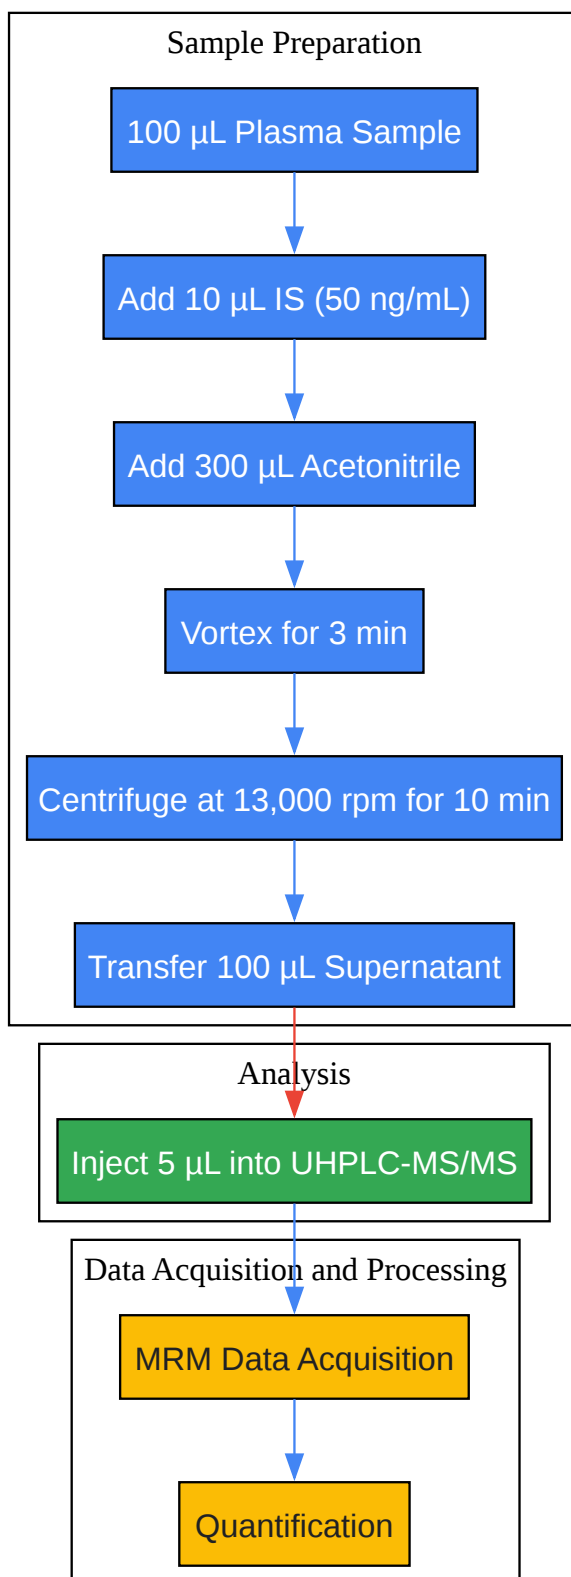 Sample Preparation
100 µL Plasma Sample
Add 10 µL IS (50 ng/mL)
Add 300 µL Acetonitrile
Vortex for 3 min
Centrifuge at 13,000 rpm for 10 min
Transfer 100 µL Supernatant
Analysis
Inject 5 µL into UHPLC-MS/MS
Data Acquisition and Processing
MRM Data Acquisition
Quantification